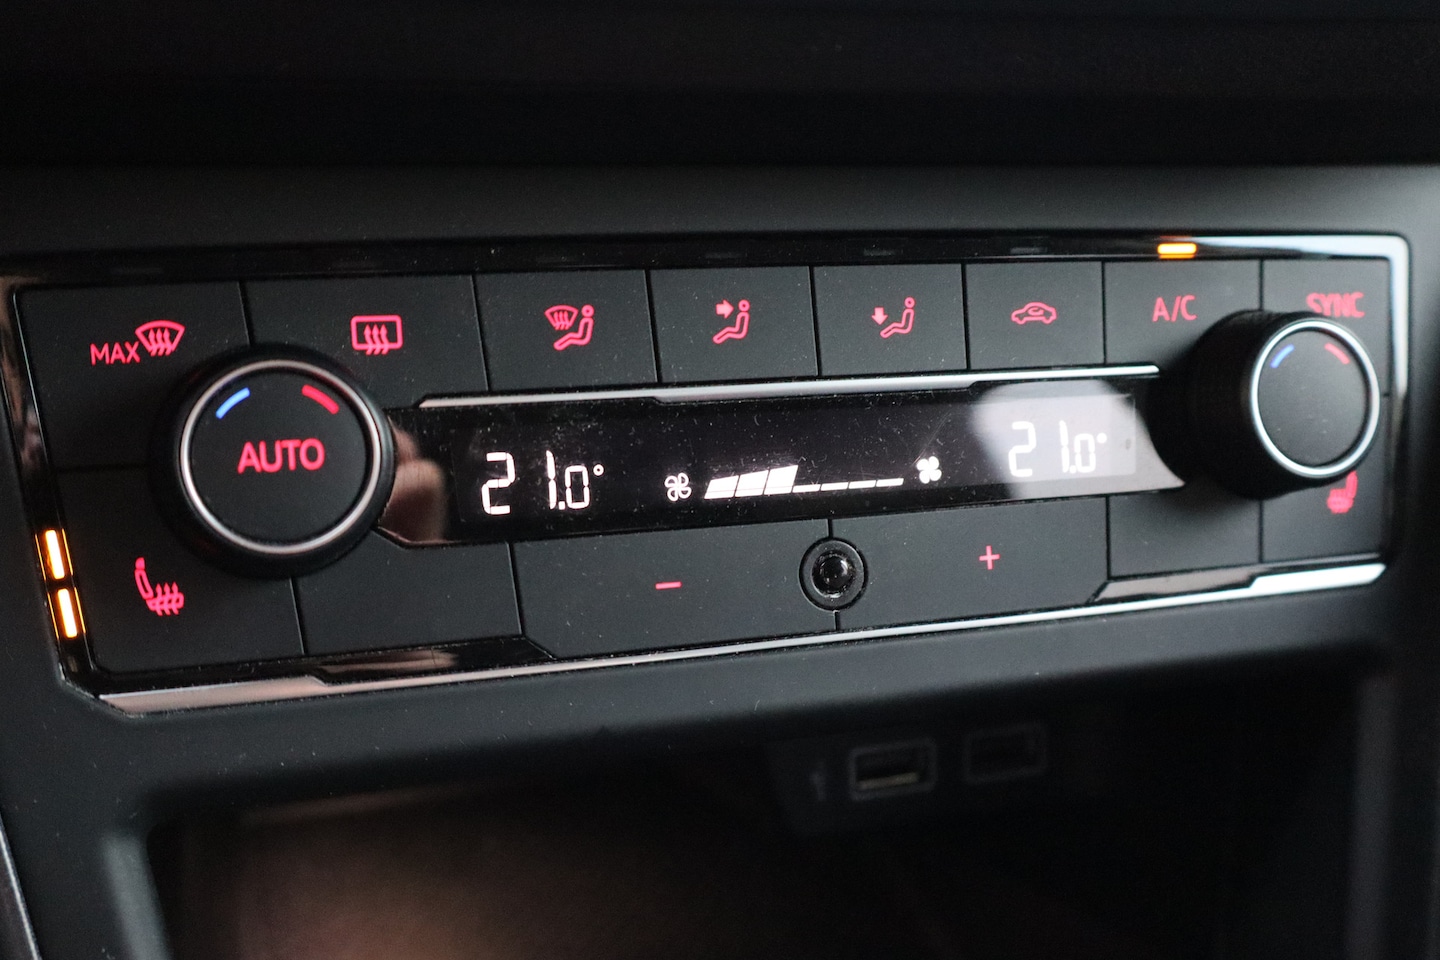 MAX
A/C
SYNC
AUTO
21.0°
21.0°
−
+